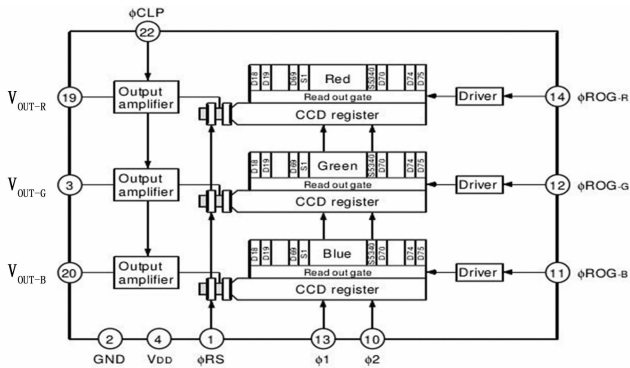 φCLP
22
D18 D19 D69 S1 Red S5340 D70 D74 D75
V OUT-R 19 Output amplifier Read out gate Driver 14 φROG-R
CCD register
D18 D19 D69 S1 Green S5340 D70 D74 D75
V OUT-G 3 Output amplifier Read out gate Driver 12 φROG-G
CCD register
D18 D19 D69 S1 Blue S5340 D70 D74 D75
V OUT-B 20 Output amplifier Read out gate Driver 11 φROG-B
CCD register
2 4 1 13 10
GND VDD φRS φ1 φ2